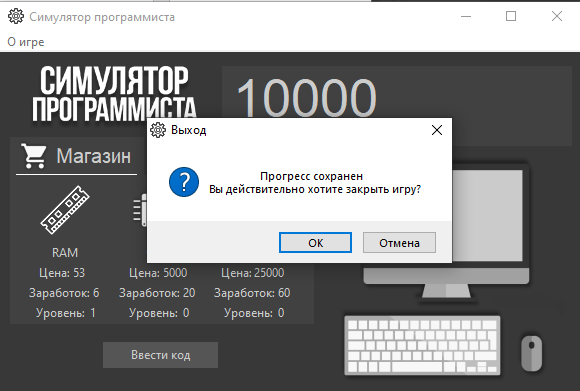 Симулятор программиста
О игре
СИМУЛЯТОР
ПРОГРАММИСТА
10000
Магазин
Выход
Прогресс сохранен
Вы действительно хотите закрыть игру?
ОК
Отмена
RAM
Цена: 53
Заработок: 6
Уровень: 1
Цена: 5000
Заработок: 20
Уровень: 0
Цена: 25000
Заработок: 60
Уровень: 0
Ввести код